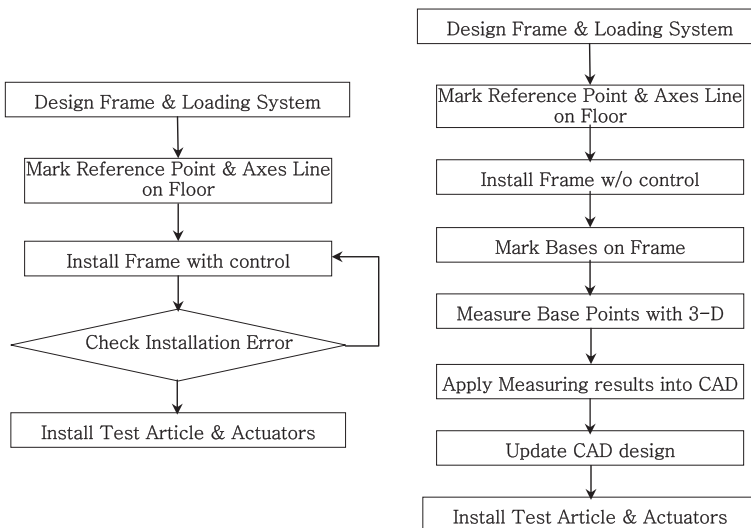 Design Frame & Loading System
Mark Reference Point & Axes Line
on Floor
Install Frame with control
Check Installation Error
Install Test Article & Actuators
Design Frame & Loading System
Mark Reference Point & Axes Line
on Floor
Install Frame w/o control
Mark Bases on Frame
Measure Base Points with 3-D
Apply Measuring results into CAD
Update CAD design
Install Test Article & Actuators